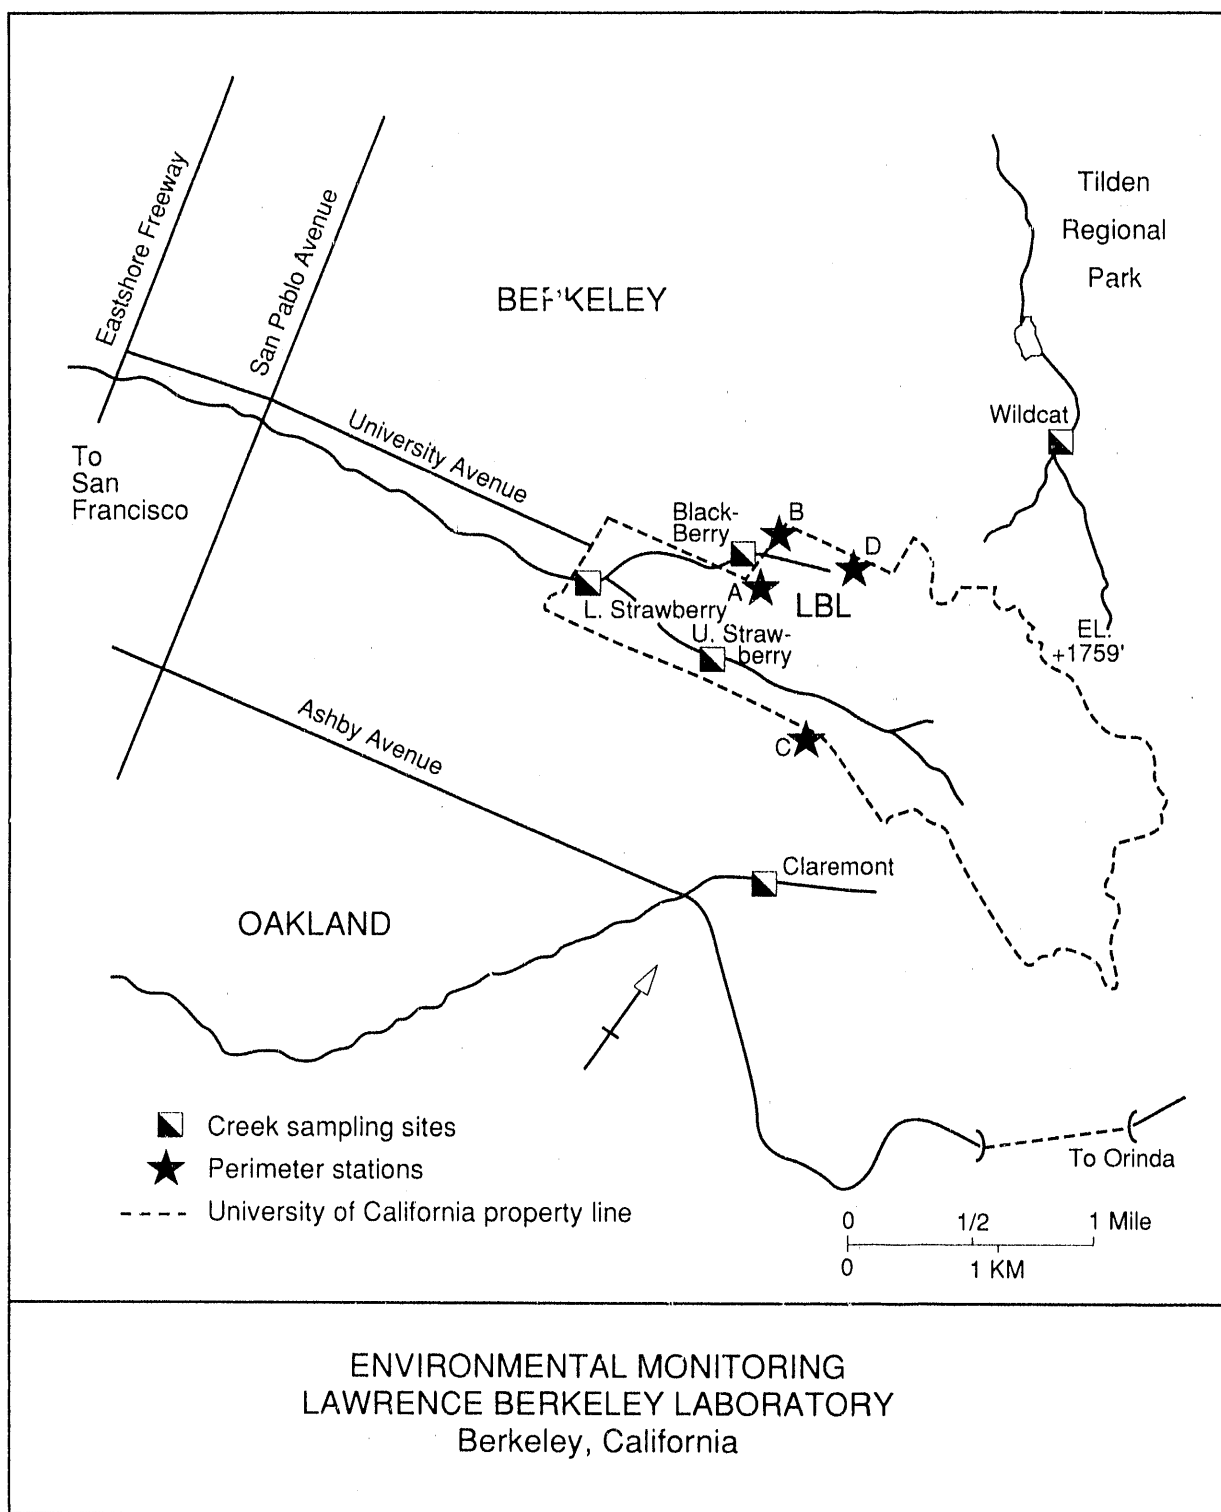 Eastshore Freeway
San Pablo Avenue
Tilden
Regional
Park
BERKELEY
Wildcat
University Avenue
To
San
Francisco
Black-
Berry
B
D
A
LBL
L. Strawberry
U. Straw-
berry
EL.
+1759'
C
Ashby Avenue
Claremont
OAKLAND
Creek sampling sites
Perimeter stations
University of California property line
To Orinda
0 1/2 1 Mile
0 1 KM
ENVIRONMENTAL MONITORING
LAWRENCE BERKELEY LABORATORY
Berkeley, California